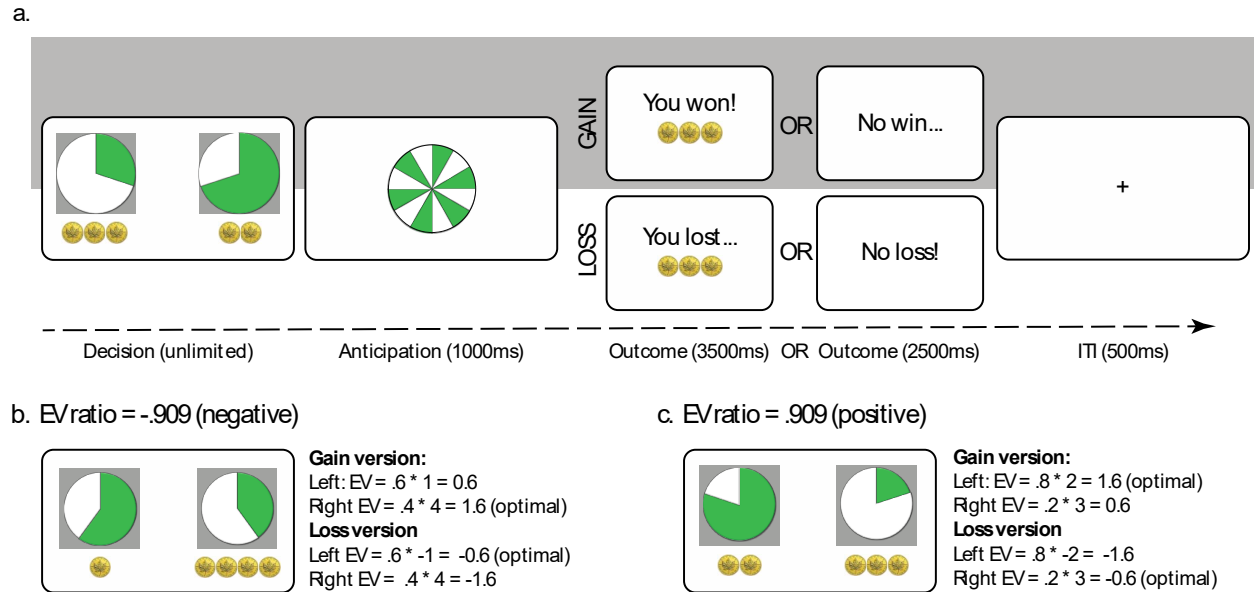 a.
GAIN
You won!
OR
No win...
+
LOSS
You lost...
OR
No loss!
Decision (unlimited)
Anticipation (1000ms)
Outcome (3500ms) OR Outcome (2500ms)
ITI (500ms)
b. EV ratio = -.909 (negative)
Gain version:
Left: EV = .6 * 1 = 0.6
Right EV = .4 * 4 = 1.6 (optimal)
Loss version
Left EV = .6 * -1 = -0.6 (optimal)
Right EV = .4 * 4 = -1.6
c. EV ratio = .909 (positive)
Gain version:
Left: EV = .8 * 2 = 1.6 (optimal)
Right EV = .2 * 3 = 0.6
Loss version
Left EV = .8 * -2 = -1.6
Right EV = .2 * 3 = -0.6 (optimal)